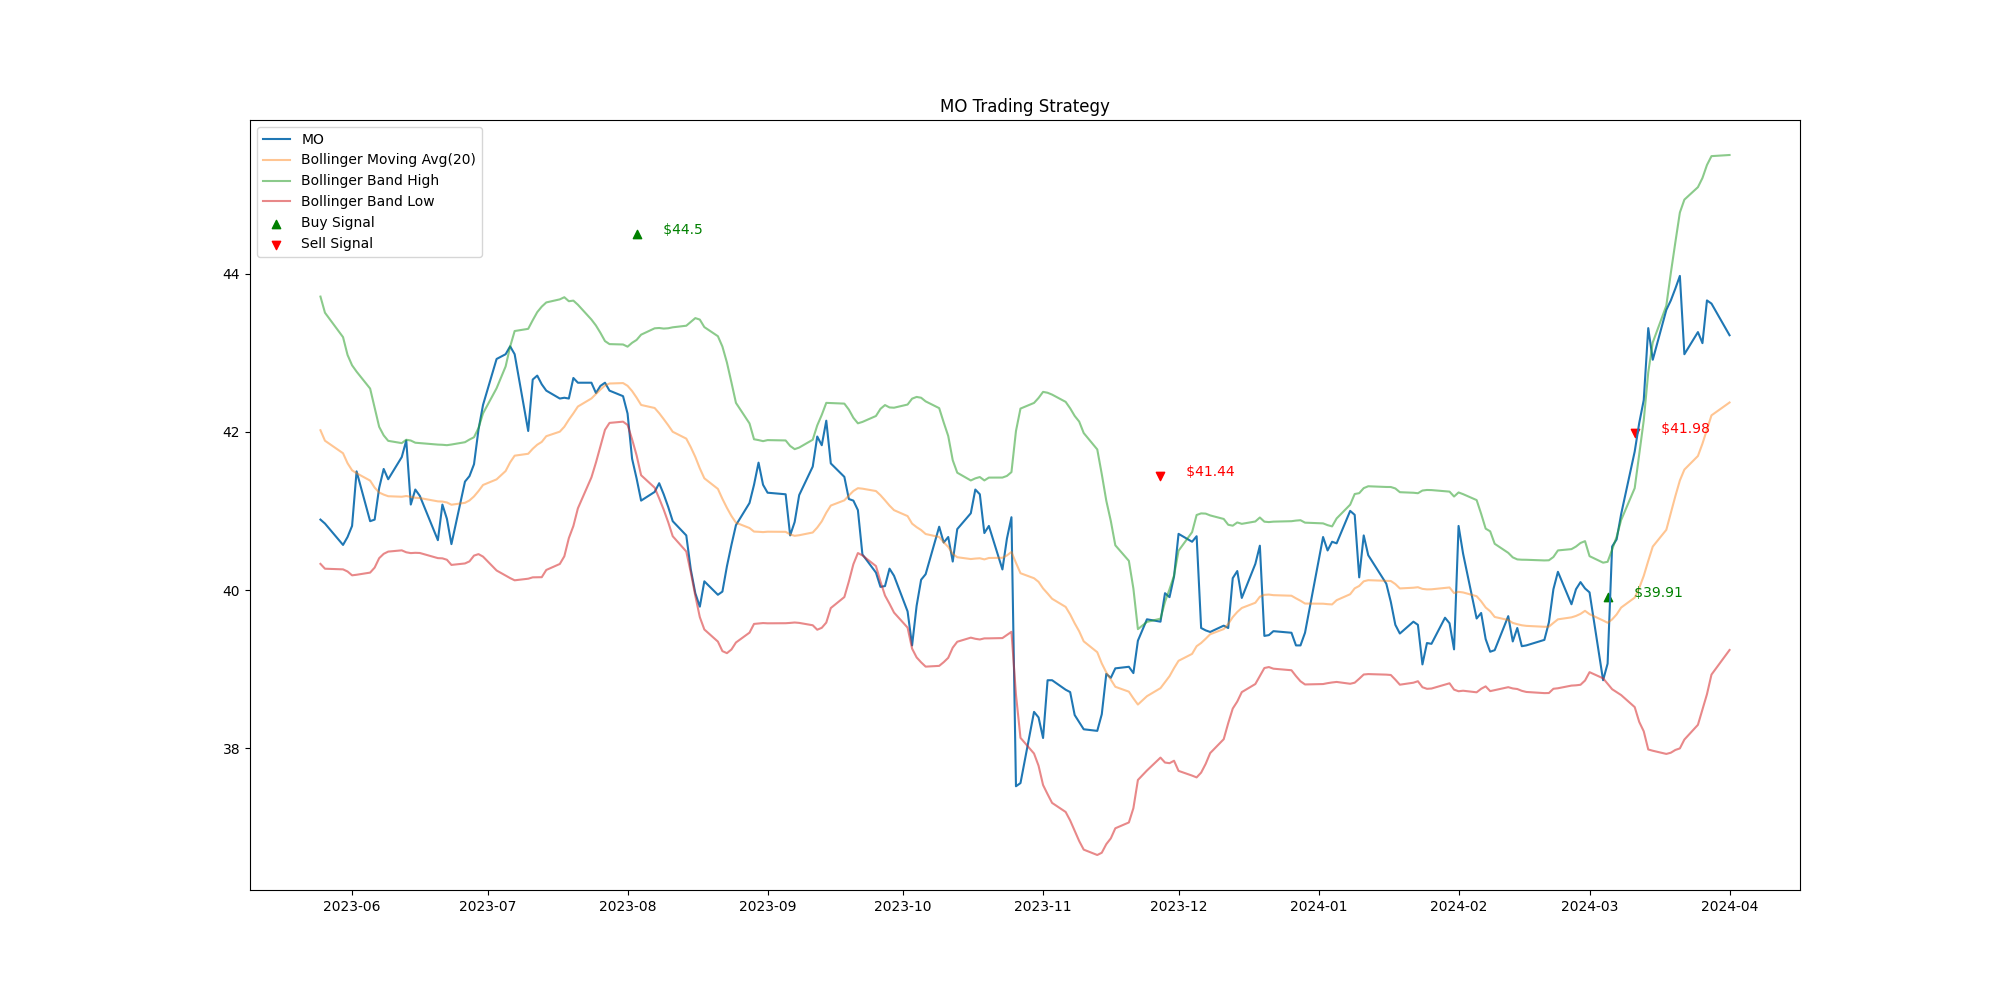 MO Trading Strategy
MO
Bollinger Moving Avg(20)
Bollinger Band High
Bollinger Band Low
Buy Signal
Sell Signal
$44.5
$41.44
$41.98
$39.91
44
42
40
38
2023-06 2023-07 2023-08 2023-09 2023-10 2023-11 2023-12 2024-01 2024-02 2024-03 2024-04